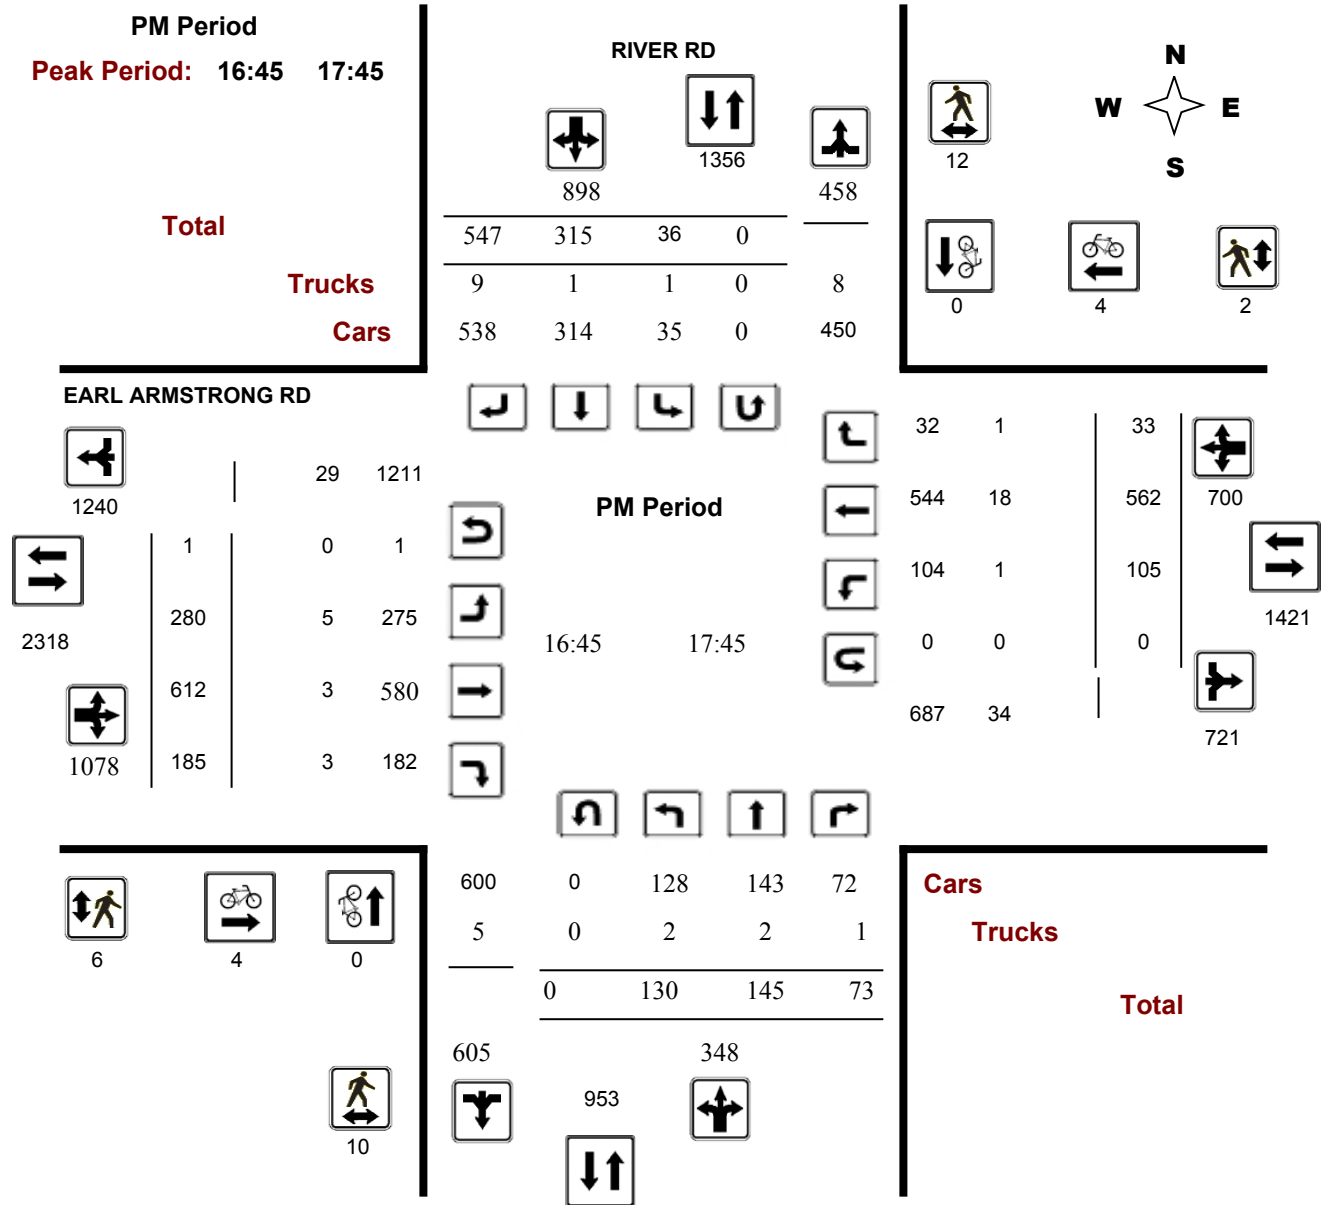 PM Period
Peak Period: 16:45 17:45
RIVER RD
N
W E
S
1356
12
898 458
Total
547 315 36 0
Trucks 9 1 1 0 8
0 4 2
Cars 538 314 35 0 450
EARL ARMSTRONG RD
32 1 33
29 1211
1240
PM Period
544 18 562 700
1 0 1
104 1 105
280 5 275
1421
2318
16:45 17:45
0 0 0
612 3 580
687 34
721
1078 185 3 182
600 0 128 143 72 Cars
5 0 2 2 1 Trucks
6 4 0
0 130 145 73
Total
605 348
953
10